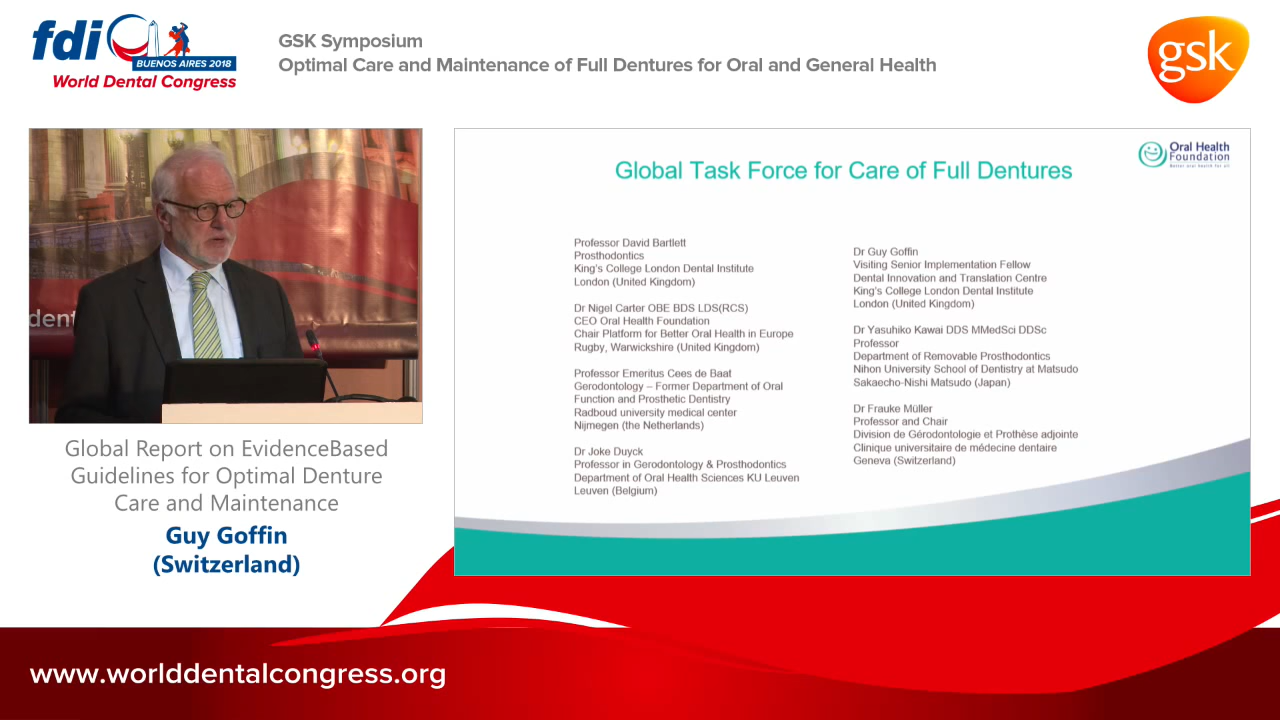 fdi
BUENOS AIRES 2018
World Dental Congress
GSK Symposium
Optimal Care and Maintenance of Full Dentures for Oral and General Health
gsk
dent
Global Report on EvidenceBased
Guidelines for Optimal Denture
Care and Maintenance
Guy Goffin
(Switzerland)
Oral Health
Foundation
Better oral health for all
Global Task Force for Care of Full Dentures
Professor David Bartlett
Prosthodontics
King's College London Dental Institute
London (United Kingdom)
Dr Nigel Carter OBE BDS LDS(RCS)
CEO Oral Health Foundation
Chair Platform for Better Oral Health in Europe
Rugby, Warwickshire (United Kingdom)
Professor Emeritus Cees de Baat
Gerodontology – Former Department of Oral
Function and Prosthetic Dentistry
Radboud university medical center
Nijmegen (the Netherlands)
Dr Joke Duyck
Professor in Gerodontology & Prosthodontics
Department of Oral Health Sciences KU Leuven
Leuven (Belgium)
Dr Guy Goffin
Visiting Senior Implementation Fellow
Dental Innovation and Translation Centre
King's College London Dental Institute
London (United Kingdom)
Dr Yasuhiko Kawai DDS MMedSci DDSc
Professor
Department of Removable Prosthodontics
Nihon University School of Dentistry at Matsudo
Sakaecho-Nishi Matsudo (Japan)
Dr Frauke Müller
Professor and Chair
Division de Gérodontologie et Prothèse adjointe
Clinique universitaire de médecine dentaire
Geneva (Switzerland)
www.worlddentalcongress.org